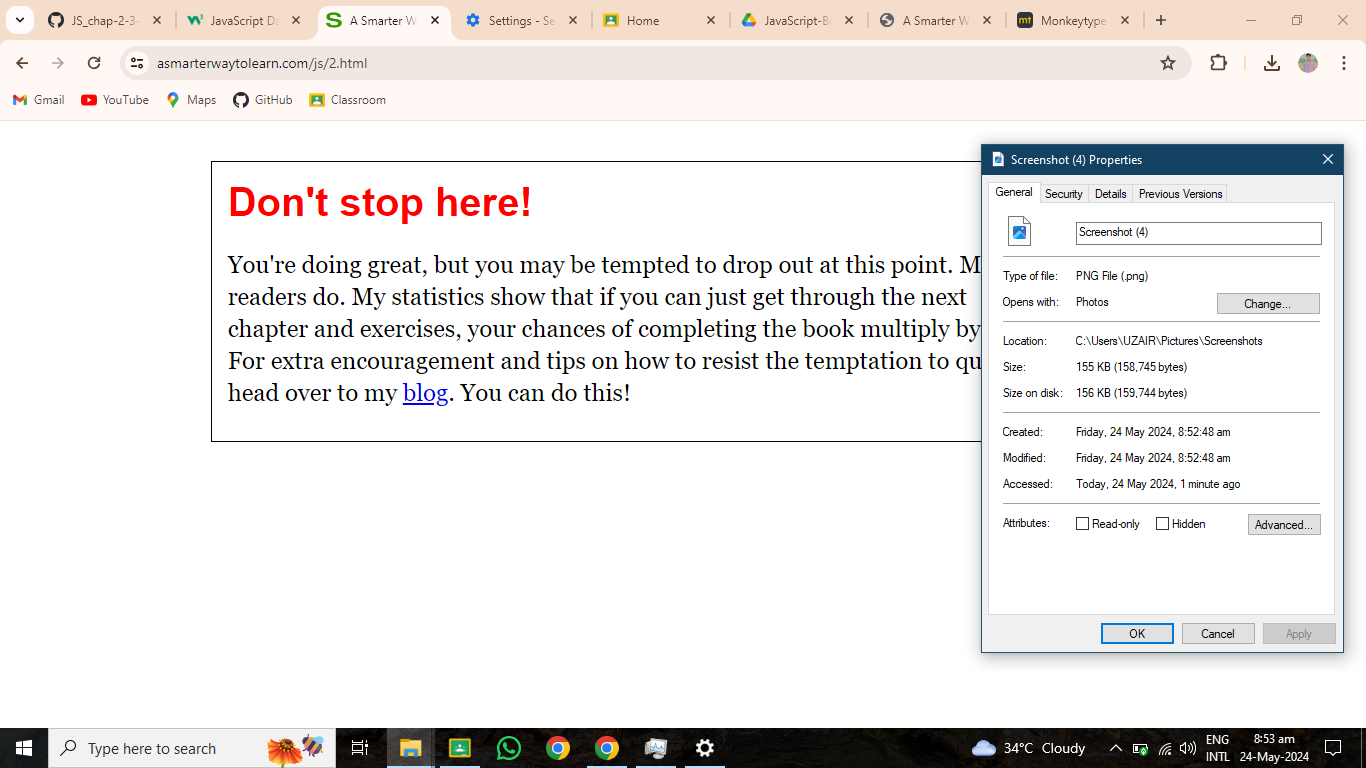 JS_chap-2-3-
JavaScript Da
A Smarter W
Settings - Se
Home
JavaScript-Bo
A Smarter W
Monkeytype
asmarterwaytolearn.com/js/2.html
Gmail
YouTube
Maps
GitHub
Classroom
Don't stop here!
You're doing great, but you may be tempted to drop out at this point. M
readers do. My statistics show that if you can just get through the next
chapter and exercises, your chances of completing the book multiply by
For extra encouragement and tips on how to resist the temptation to qu
head over to my blog. You can do this!
Screenshot (4) Properties
General
Security
Details
Previous Versions
Screenshot (4)
Type of file: PNG File (.png)
Opens with: Photos
Change...
Location: C:\Users\UZAIR\Pictures\Screenshots
Size: 155 KB (158,745 bytes)
Size on disk: 156 KB (159,744 bytes)
Created: Friday, 24 May 2024, 8:52:48 am
Modified: Friday, 24 May 2024, 8:52:48 am
Accessed: Today, 24 May 2024, 1 minute ago
Attributes: Read-only Hidden
Advanced...
OK
Cancel
Apply
Type here to search
34°C Cloudy
ENG
INTL
8:53 am
24-May-2024